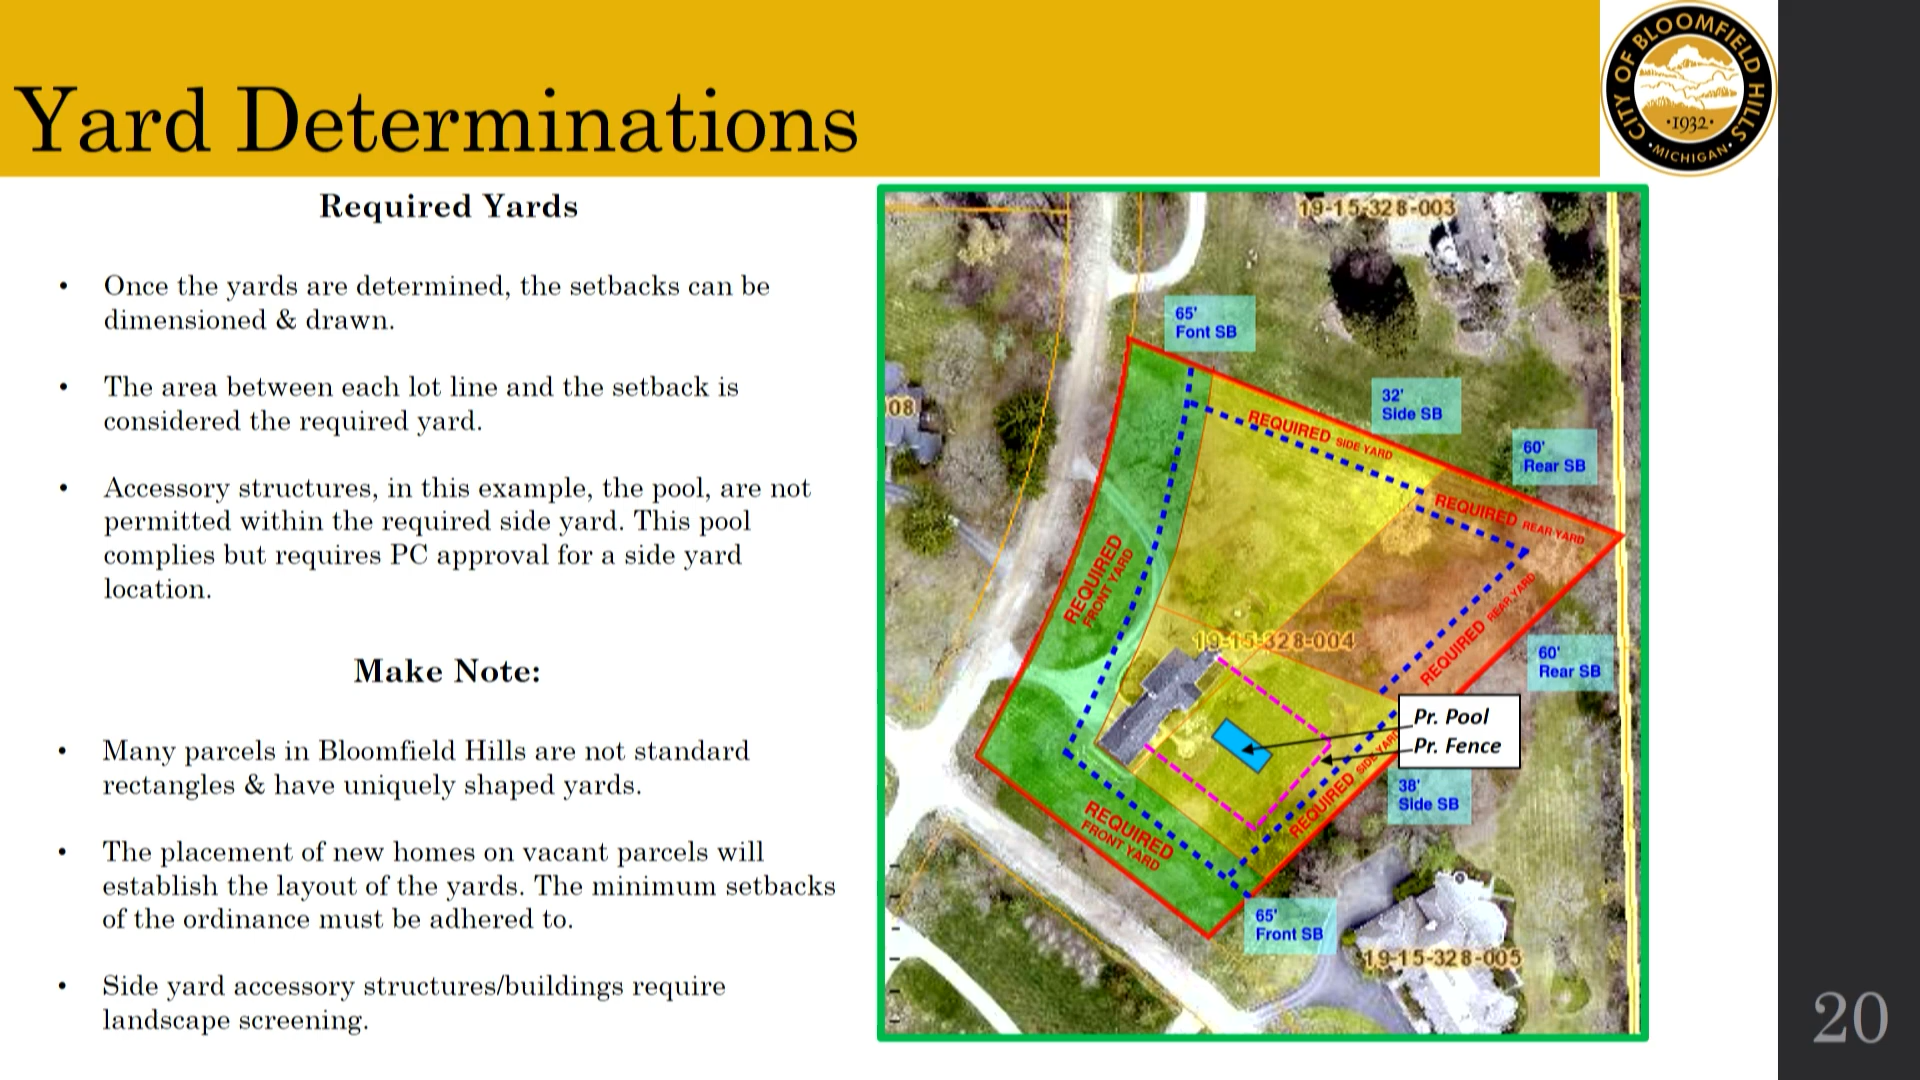 Yard Determinations
CITY OF BLOOMFIELD HILLS
•1932•
•MICHIGAN•
Required Yards
• Once the yards are determined, the setbacks can be
dimensioned & drawn.
• The area between each lot line and the setback is
considered the required yard.
• Accessory structures, in this example, the pool, are not
permitted within the required side yard. This pool
complies but requires PC approval for a side yard
location.
Make Note:
• Many parcels in Bloomfield Hills are not standard
rectangles & have uniquely shaped yards.
• The placement of new homes on vacant parcels will
establish the layout of the yards. The minimum setbacks
of the ordinance must be adhered to.
• Side yard accessory structures/buildings require
landscape screening.
19-15-328-003
65'
Font SB
32'
Side SB
08
REQUIRED SIDE YARD
60'
Rear SB
REQUIRED REAR YARD
REQUIRED
FRONT YARD
REQUIRED REAR YARD
19-15-328-004
60'
Rear SB
Pr. Pool
Pr. Fence
REQUIRED SIDE YARD
38'
Side SB
REQUIRED
FRONT YARD
65'
Front SB
19-15-328-005
20